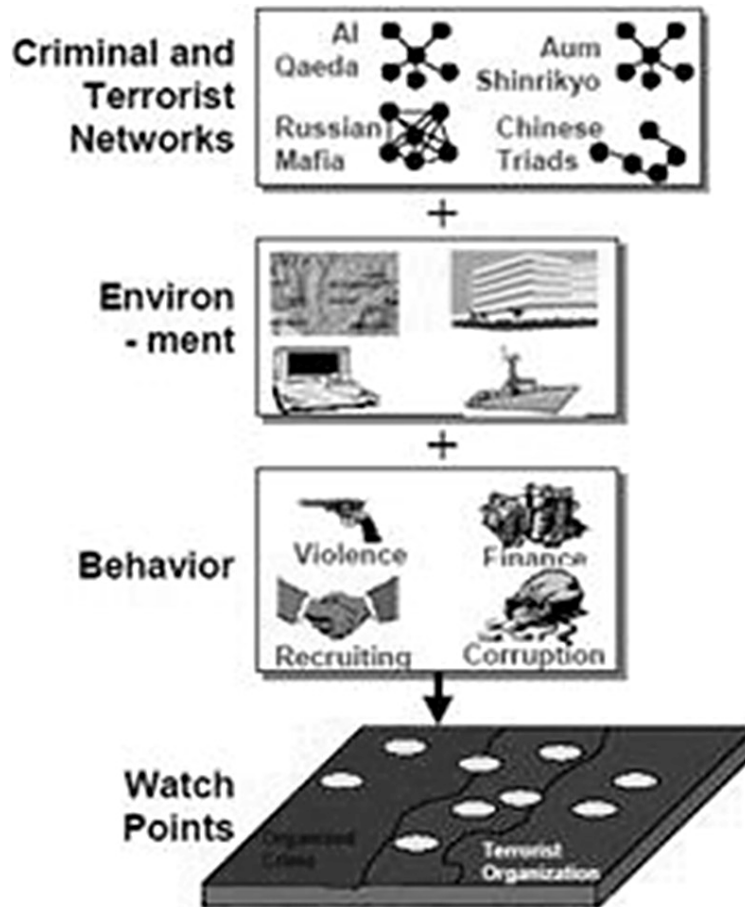 Criminal and
Terrorist
Networks
Al
Qaeda
Aum
Shinrikyo
Russian
Mafia
Chinese
Triads
+
Environ
- ment
+
Behavior
Violence
Finance
Recruiting
Corruption
Watch
Points
Organized
Crime
Terrorist
Organization